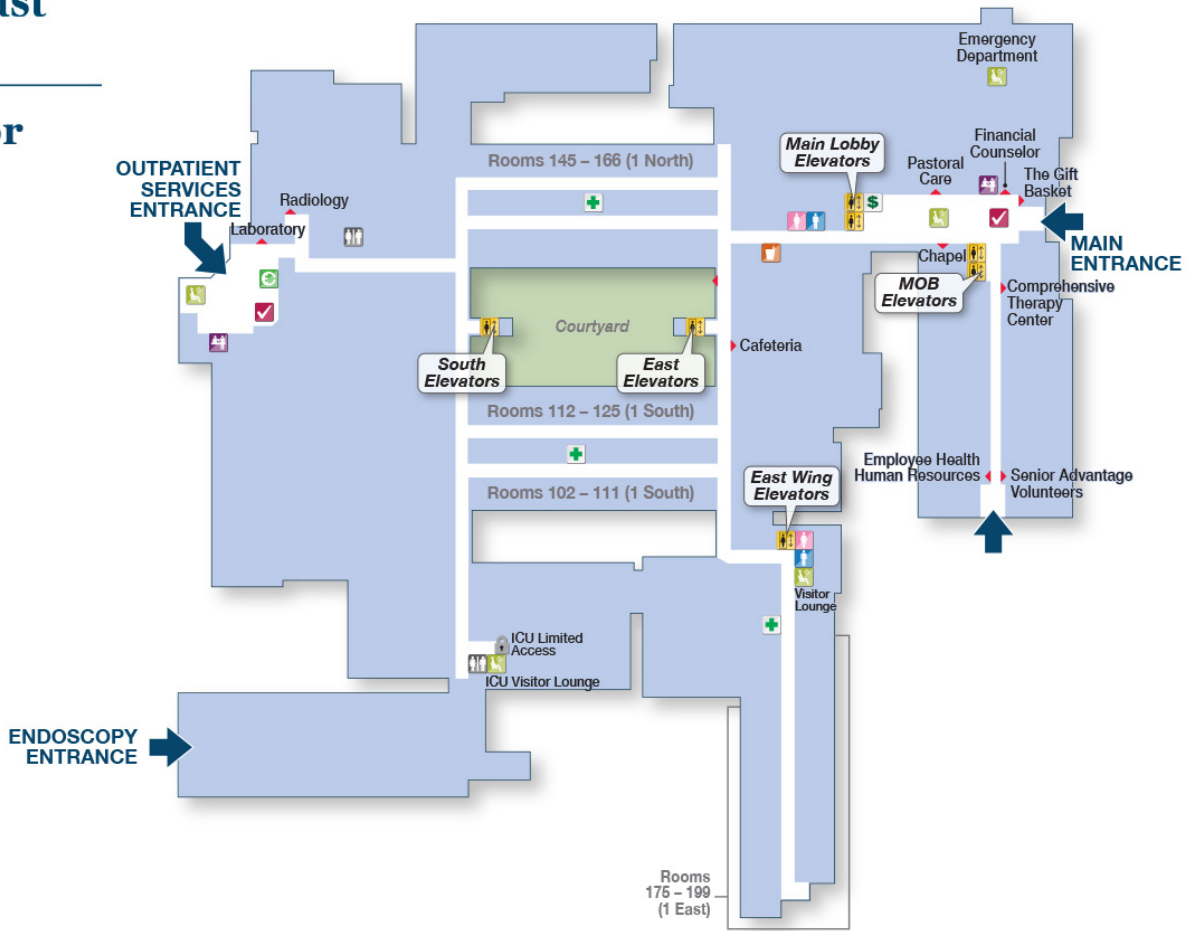 Emergency
Department
OUTPATIENT
SERVICES
ENTRANCE
Radiology
Laboratory
Rooms 145 – 166 (1 North)
Main Lobby
Elevators
$
Pastoral
Care
Financial
Counselor
The Gift
Basket
MAIN
ENTRANCE
Chapel
MOB
Elevators
Comprehensive
Therapy
Center
Courtyard
South
Elevators
East
Elevators
Cafeteria
Rooms 112 – 125 (1 South)
Rooms 102 – 111 (1 South)
East Wing
Elevators
Employee Health
Human Resources
Senior Advantage
Volunteers
Visitor
Lounge
ICU Limited
Access
ICU Visitor Lounge
ENDOSCOPY
ENTRANCE
Rooms
175 – 199
(1 East)